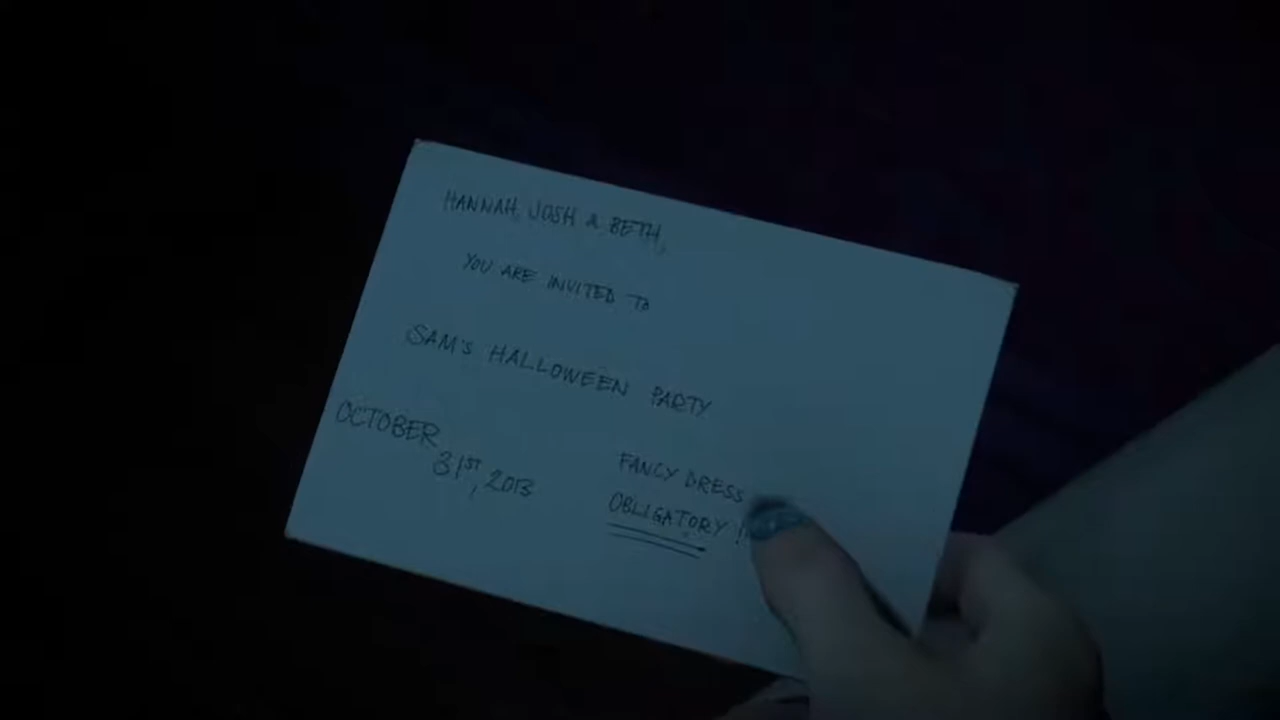 HANNAH, JOSH & BETH,
YOU ARE INVITED TO
SAM'S HALLOWEEN PARTY
OCTOBER
31ST, 2013
FANCY DRESS
OBLIGATORY !!